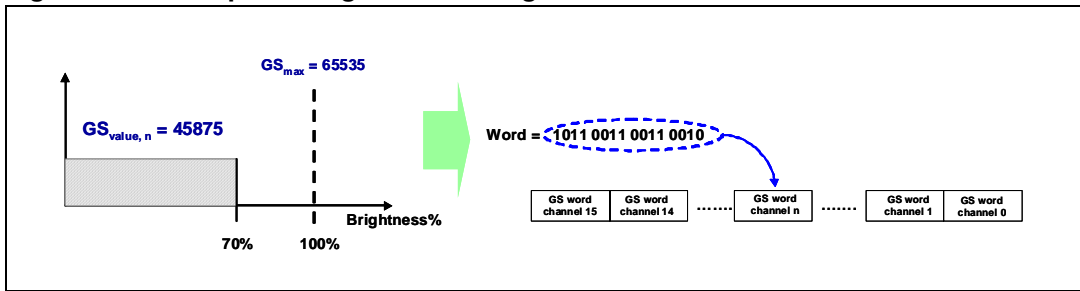 GSmax = 65535
GSvalue, n = 45875
Brightness%
70%
100%
Word = 1011 0011 0011 0010
GS word
channel 15
GS word
channel 14
........
GS word
channel n
.......
GS word
channel 1
GS word
channel 0